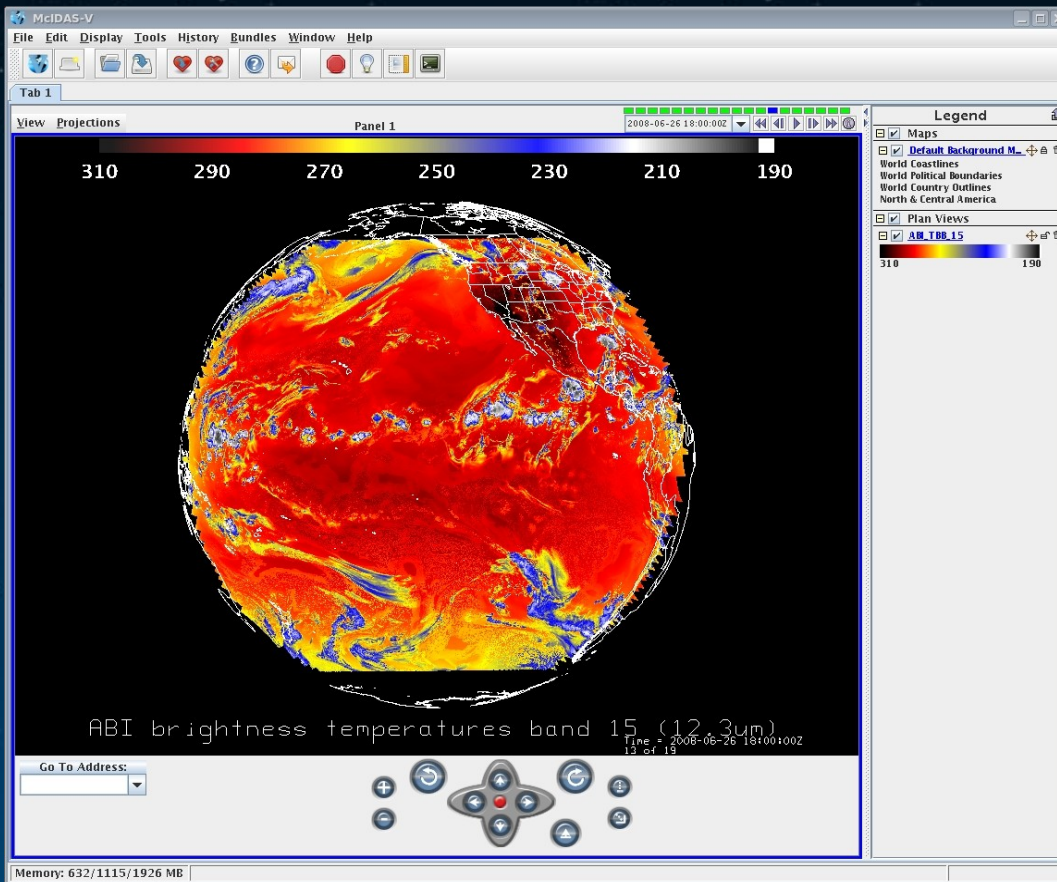 McIDAS-V
File Edit Display Tools History Bundles Window Help
Tab 1
View Projections
Panel 1
2008-06-26 18:00:00Z
310 290 270 250 230 210 190
ABI brightness temperatures band 15 (12.3um)
Time = 2008-06-26 18:00:00Z
13 of 19
Go To Address:
Legend
Maps
Default Background M...
World Coastlines
World Political Boundaries
World Country Outlines
North & Central America
Plan Views
ABI_TBB_15
310 190
Memory: 632/1115/1926 MB